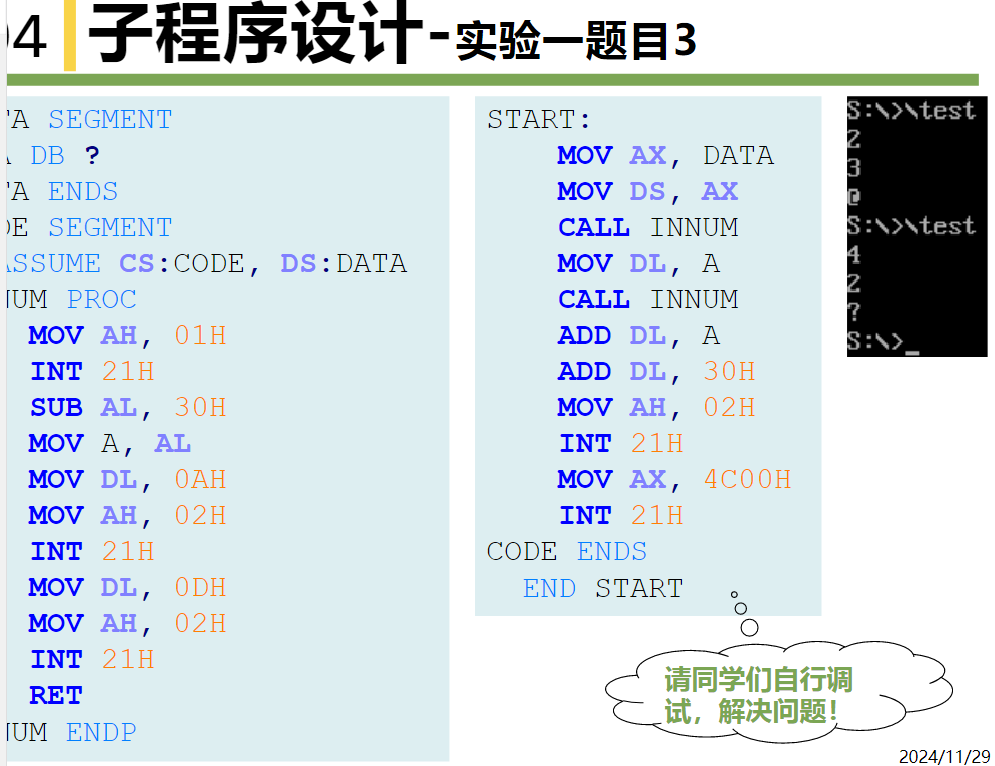 04 子程序设计-实验一题目3
TA SEGMENT
A DB ?
TA ENDS
DE SEGMENT
ASSUME CS:CODE, DS:DATA
NUM PROC
MOV AH, 01H
INT 21H
SUB AL, 30H
MOV A, AL
MOV DL, 0AH
MOV AH, 02H
INT 21H
MOV DL, 0DH
MOV AH, 02H
INT 21H
RET
NUM ENDP
START:
MOV AX, DATA
MOV DS, AX
CALL INNUM
MOV DL, A
CALL INNUM
ADD DL, A
ADD DL, 30H
MOV AH, 02H
INT 21H
MOV AX, 4C00H
INT 21H
CODE ENDS
END START
S:\>\test
2
3
@
S:\>\test
4
2
?
S:\>_
请同学们自行调
试，解决问题！
2024/11/29